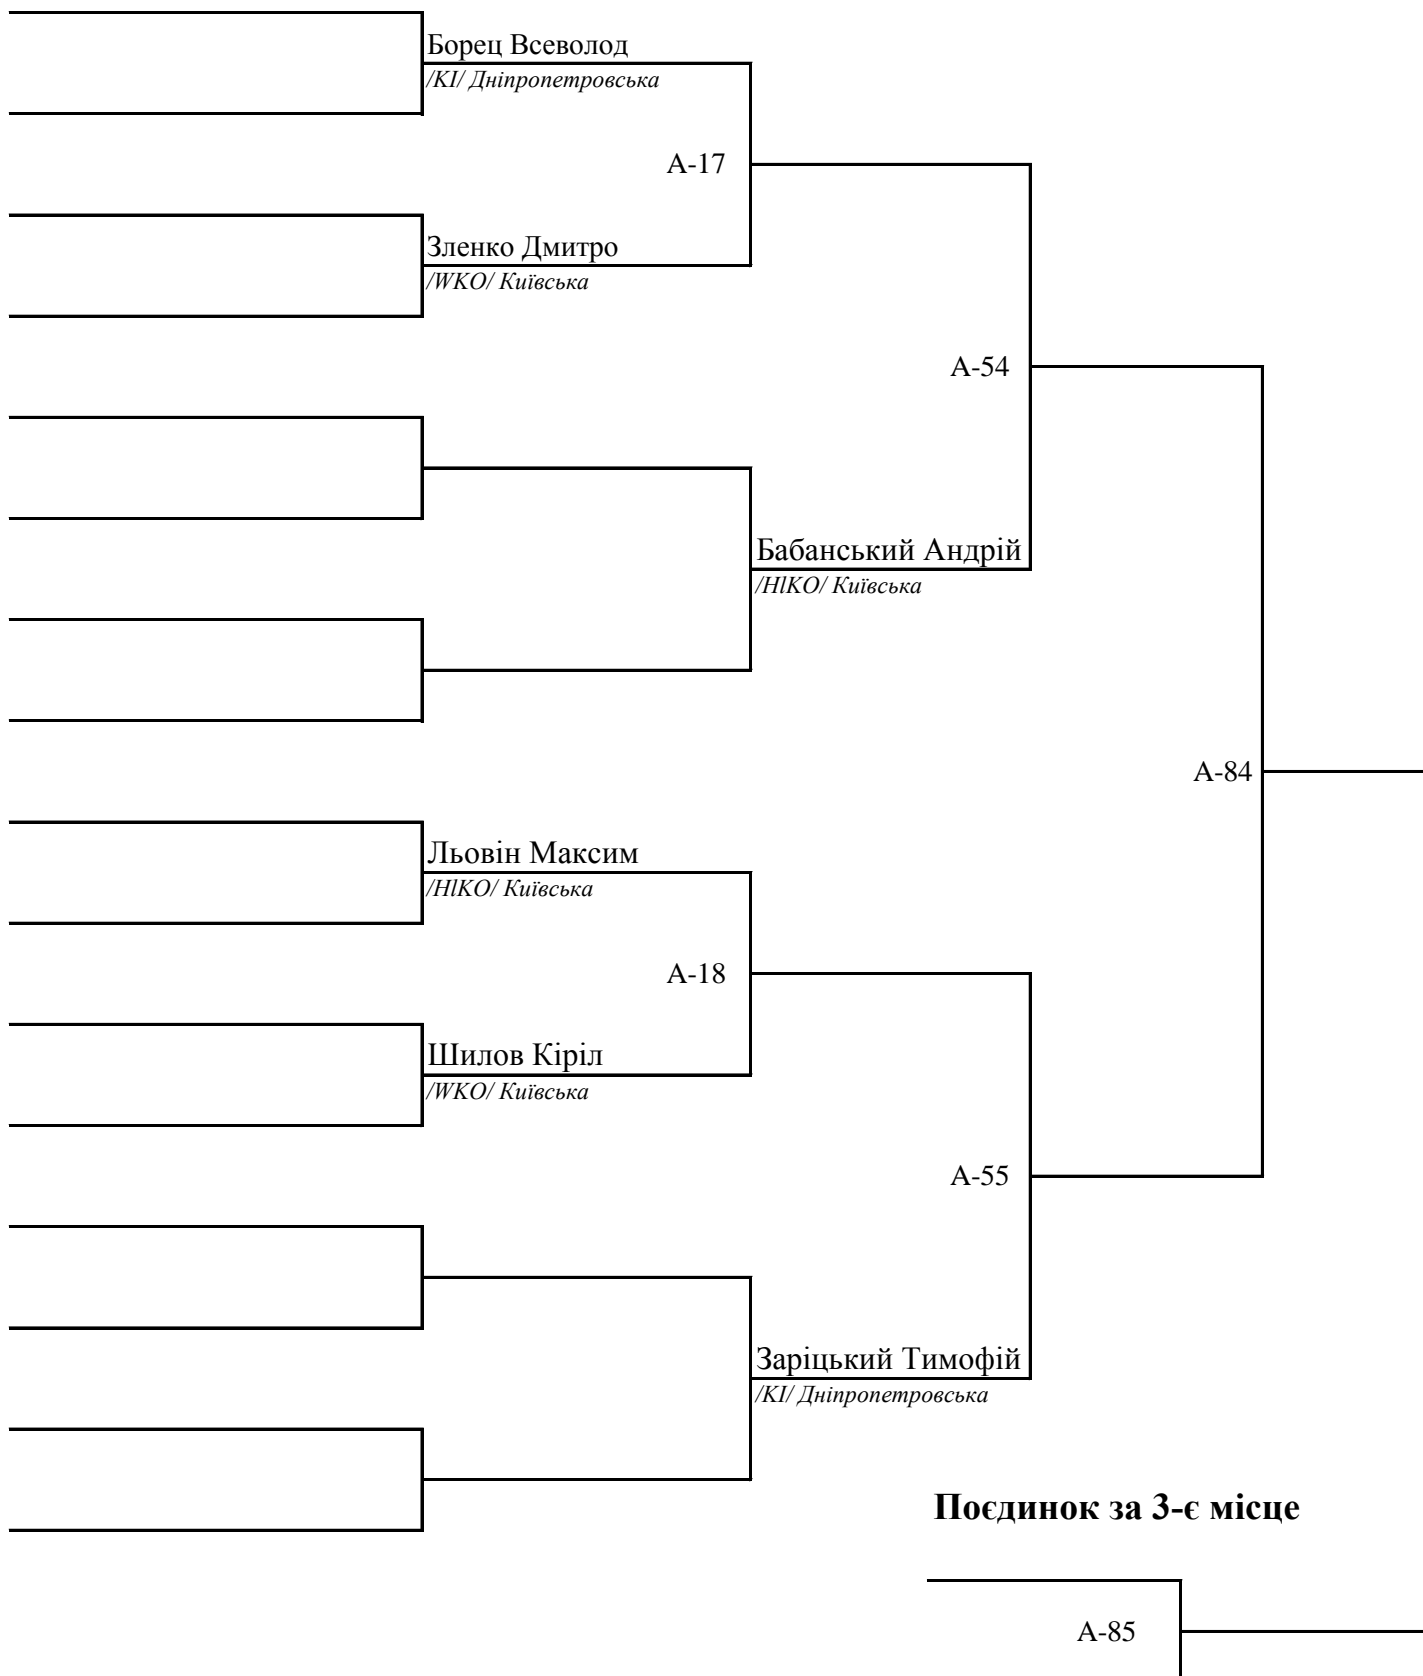 Борец Всеволод
/KI/ Дніпропетровська
А-17
Зленко Дмитро
/WKO/ Київська
А-54
Бабанський Андрій
/HlKO/ Київська
А-84
Льовін Максим
/HlKO/ Київська
А-18
Шилов Кіріл
/WKO/ Київська
А-55
Заріцький Тимофій
/KI/ Дніпропетровська
Поєдинок за 3-є місце
А-85